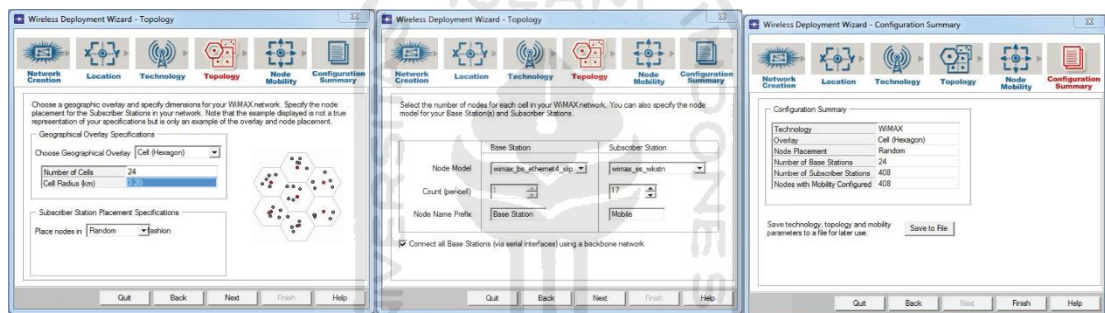 Wireless Deployment Wizard - Topology
Network Creation
Location
Technology
Topology
Node Mobility
Configuration Summary
Choose a geographic overlay and specify dimensions for your WiMAX network. Specify the node
placement for the Subscriber Stations in your network. Note that the example displayed is not a true
representation of your specifications but is only an example of the overlay and node placement.
Geographical Overlay Specifications
Choose Geographical Overlay Cell (Hexagon)
Number of Cells 24
Cell Radius (km) 3.20
Subscriber Station Placement Specifications
Place nodes in Random fashion
Quit Back Next Finish Help
Wireless Deployment Wizard - Topology
Network Creation
Location
Technology
Topology
Node Mobility
Configuration Summary
Select the number of nodes for each cell in your WiMAX network. You can also specify the node
model for your Base Station(s) and Subscriber Stations.
Base Station Subscriber Station
Node Model wimax_bs_ethernet4_slip wimax_ss_wkstn
Count (per-cell) 1 17
Node Name Prefix Base Station Mobile
Connect all Base Stations (via serial interfaces) using a backbone network
Quit Back Next Finish Help
Wireless Deployment Wizard - Configuration Summary
Network Creation
Location
Technology
Topology
Node Mobility
Configuration Summary
Configuration Summary
Technology WiMAX
Overlay Cell (Hexagon)
Node Placement Random
Number of Base Stations 24
Number of Subscriber Stations 408
Nodes with Mobility Configured 408
Save technology, topology and mobility
parameters to a file for later use.
Save to File
Quit Back Next Finish Help